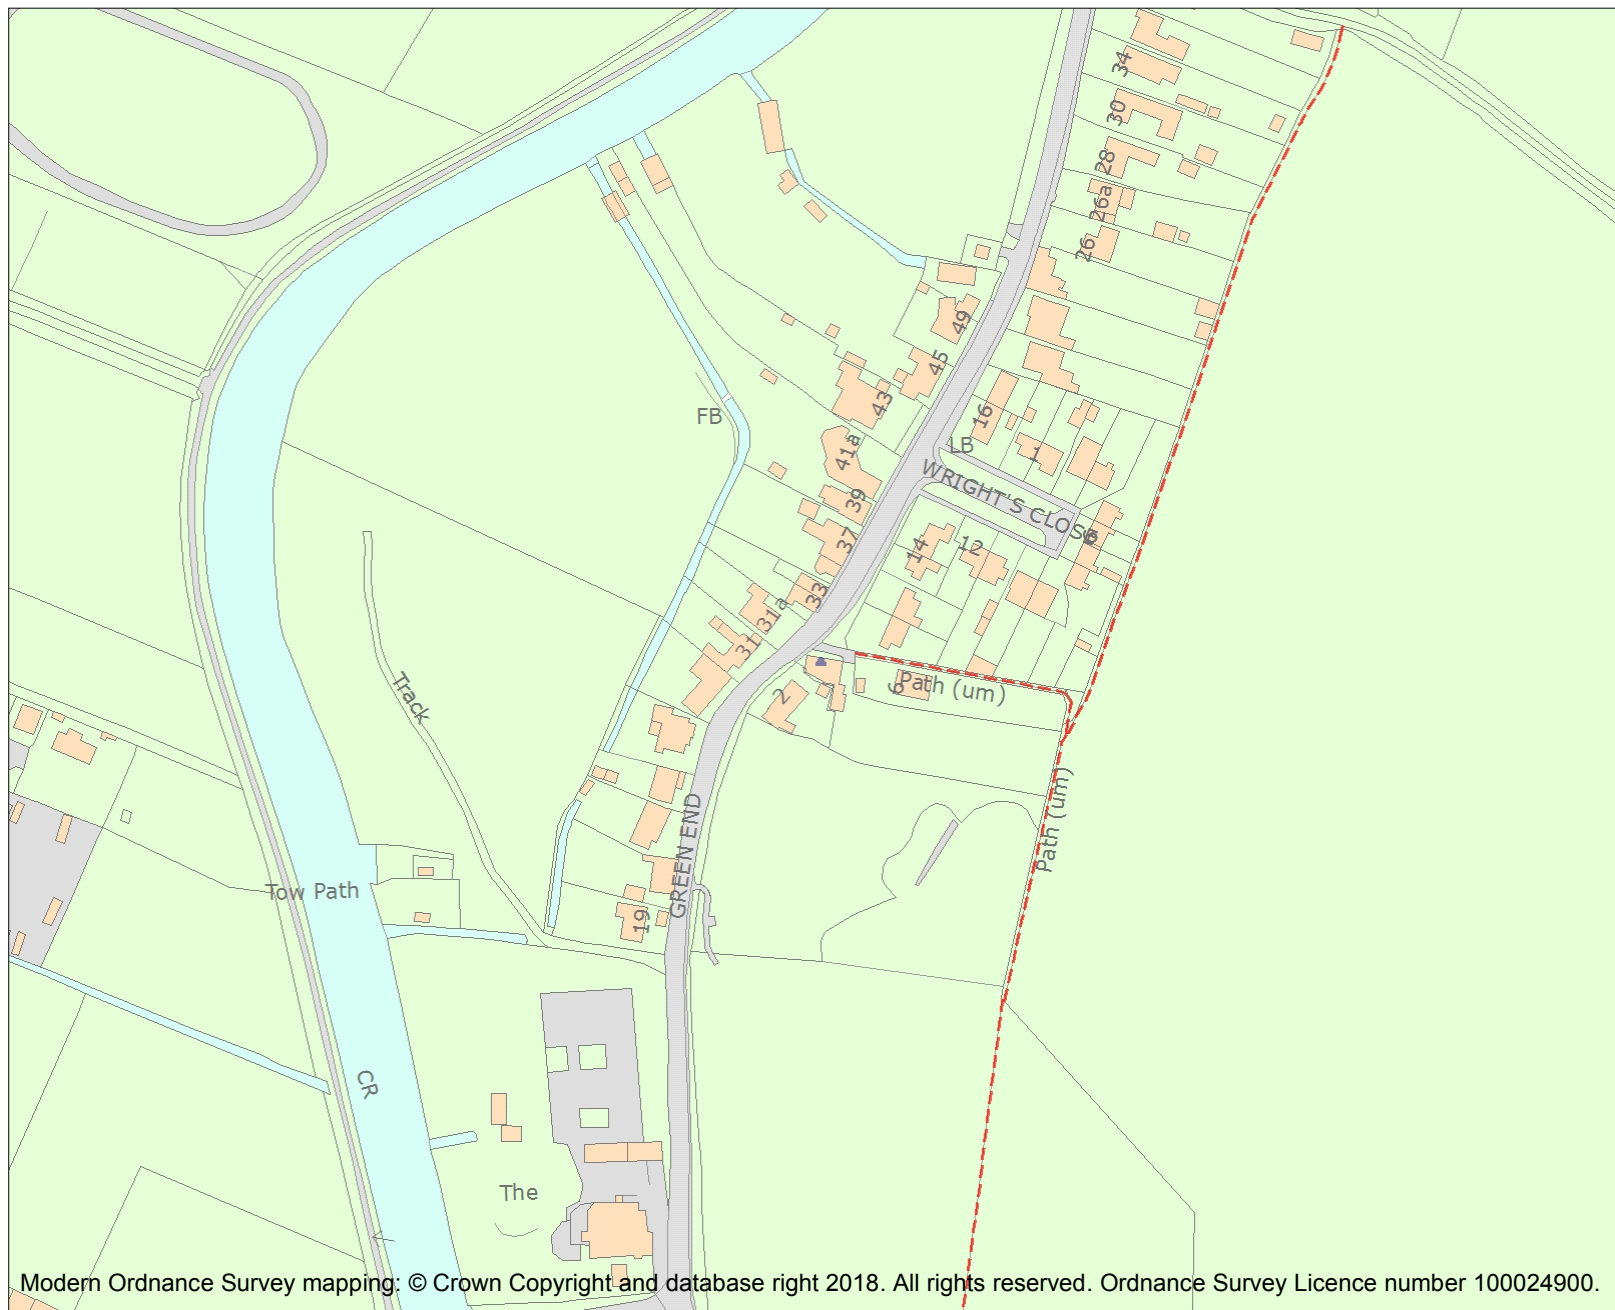 34
30
28
26a
26
49
45
43
16
LB
1
WRIGHT'S CLOSE
6
FB
41a
39
37
14
12
33
31a
31
2
6
Path (um)
Track
Path (um)
GREEN END
19
Tow Path
CR
The
Modern Ordnance Survey mapping: © Crown Copyright and database right 2018. All rights reserved. Ordnance Survey Licence number 100024900.